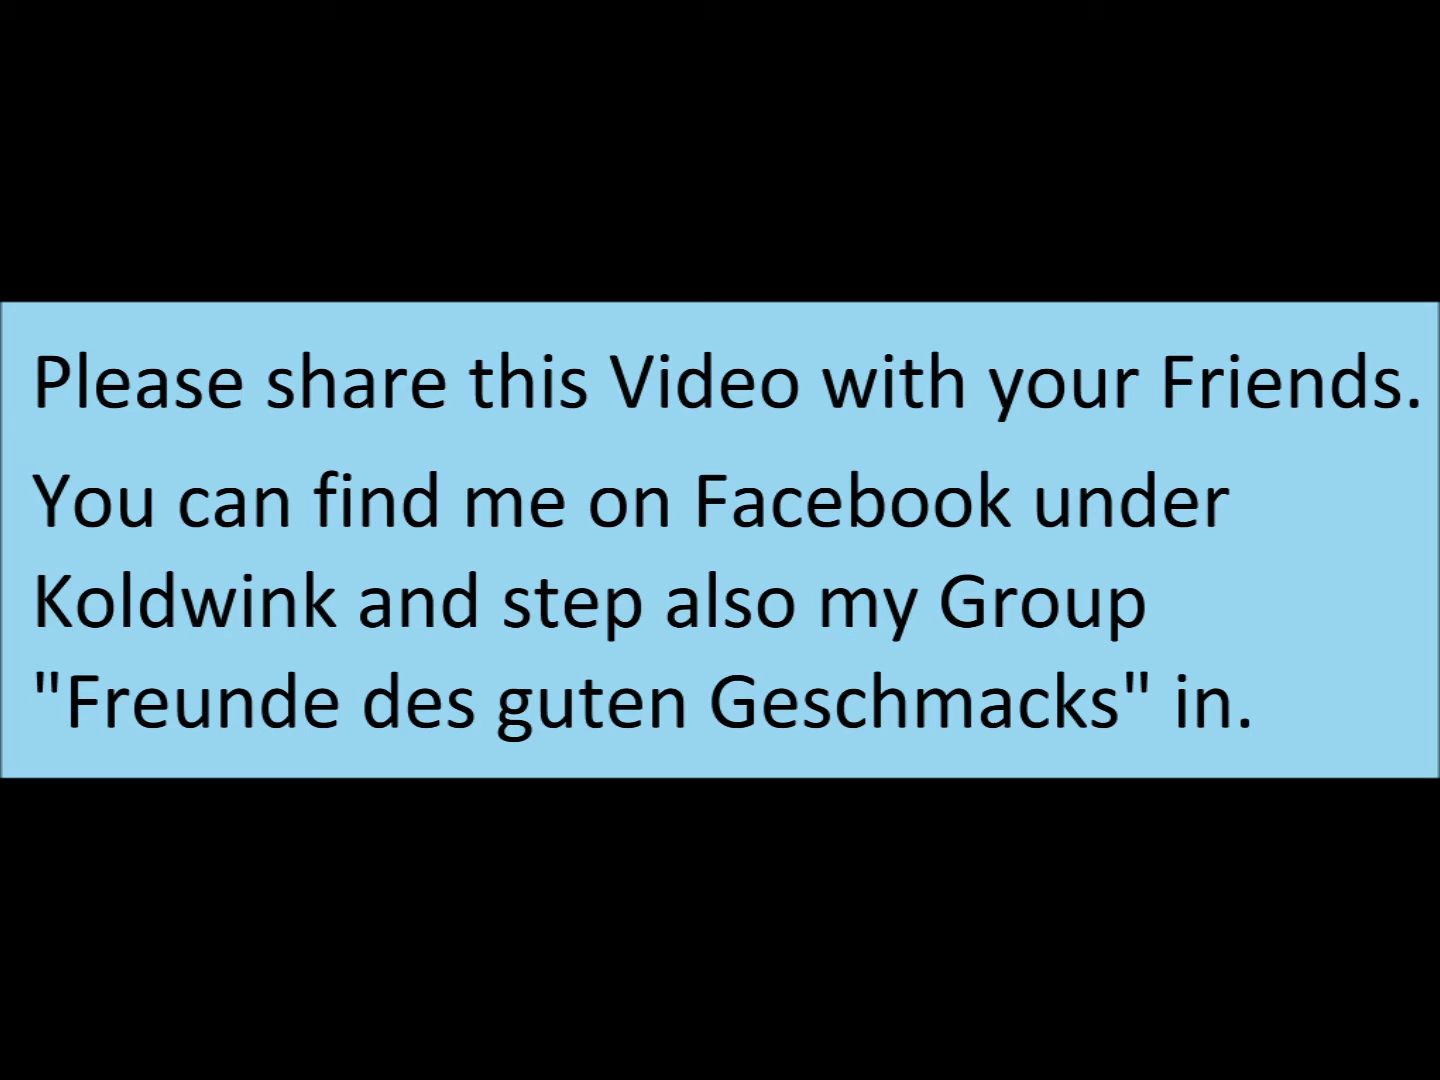 Please share this Video with your Friends.
You can find me on Facebook under
Koldwink and step also my Group
"Freunde des guten Geschmacks" in.